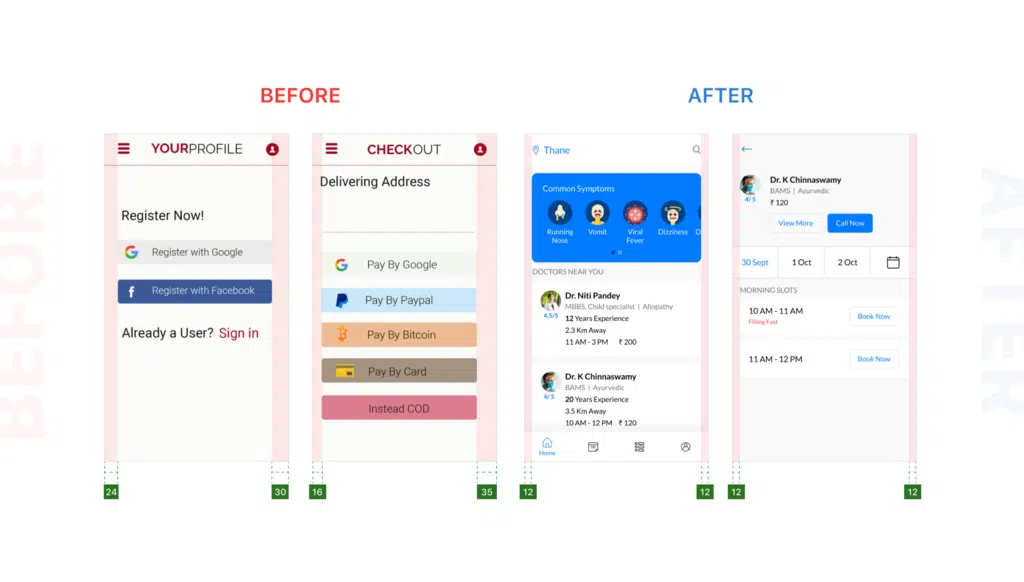 BEFORE
AFTER
BEFORE
AFTER
YOURPROFILE
Register Now!
Register with Google
Register with Facebook
Already a User? Sign in
24
30
CHECKOUT
Delivering Address
Pay By Google
Pay By Paypal
Pay By Bitcoin
Pay By Card
Instead COD
16
35
Thane
Common Symptoms
Running Nose
Vomit
Viral Fever
Dizziness
D
DOCTORS NEAR YOU
Dr. Niti Pandey
MBBS, Child specialist | Allopathy
4.5/5
12 Years Experience
2.3 Km Away
11 AM - 3 PM ₹ 200
Dr. K Chinnaswamy
BAMS | Ayurvedic
4/5
20 Years Experience
3.5 Km Away
10 AM - 12 PM ₹ 120
Home
12
12
Dr. K Chinnaswamy
BAMS | Ayurvedic
4/5
₹ 120
View More
Call Now
30 Sept
1 Oct
2 Oct
MORNING SLOTS
10 AM - 11 AM
Filling Fast
Book Now
11 AM - 12 PM
Book Now
12
12